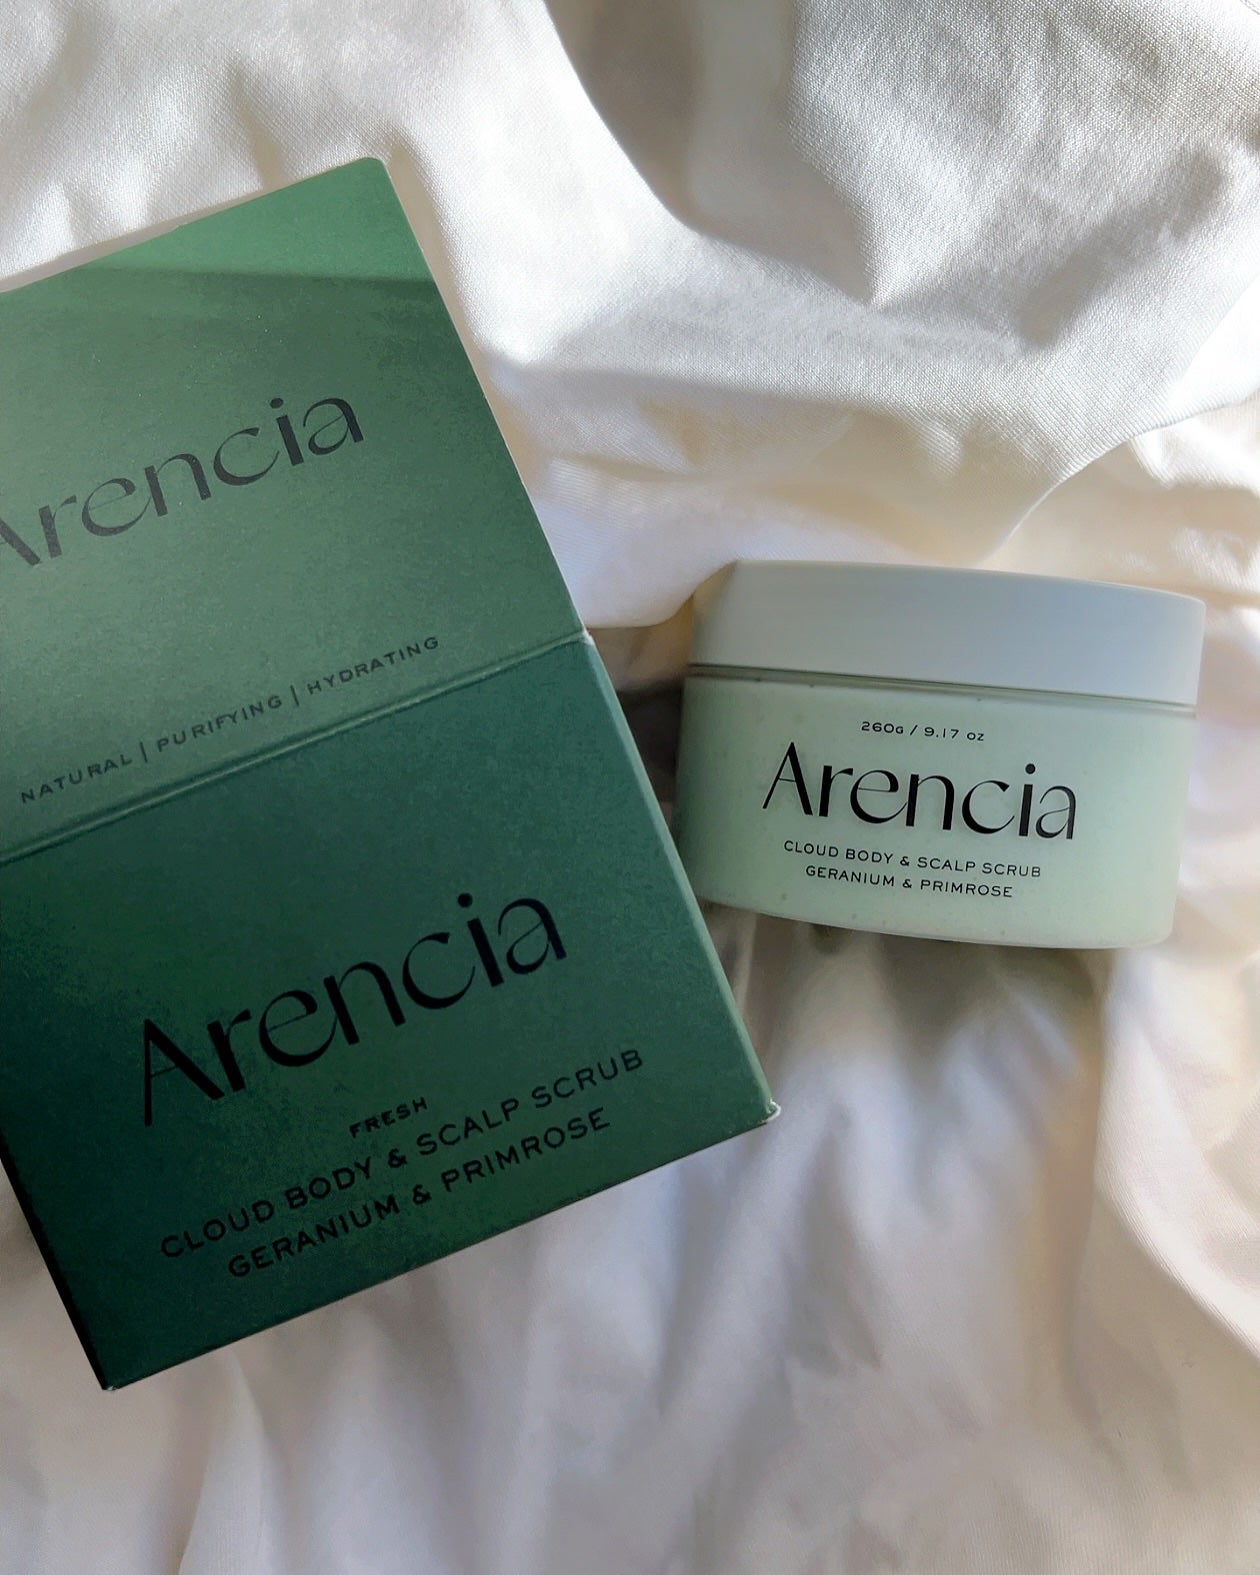 Arencia
NATURAL | PURIFYING | HYDRATING
Arencia
FRESH
CLOUD BODY & SCALP SCRUB
GERANIUM & PRIMROSE
260G / 9.17 oz
Arencia
CLOUD BODY & SCALP SCRUB
GERANIUM & PRIMROSE